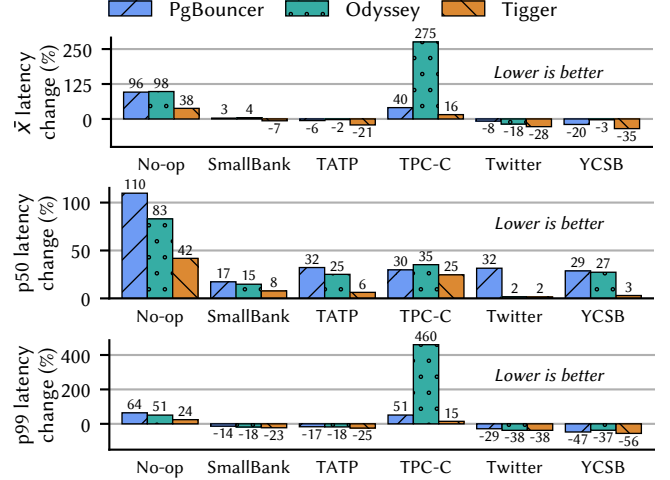 PgBouncer Odyssey Tigger
x̄ latency change (%)
250
125
0
Lower is better
96 98 38
3 4 -7
-6 -2 -21
40 275 16
-8 -18 -28
-20 -3 -35
No-op SmallBank TATP TPC-C Twitter YCSB
p50 latency change (%)
100
50
0
Lower is better
110 83 42
17 15 8
32 25 6
30 35 25
32 2 2
29 27 3
No-op SmallBank TATP TPC-C Twitter YCSB
p99 latency change (%)
400
200
0
Lower is better
64 51 24
-14 -18 -23
-17 -18 -25
51 460 15
-29 -38 -38
-47 -37 -56
No-op SmallBank TATP TPC-C Twitter YCSB